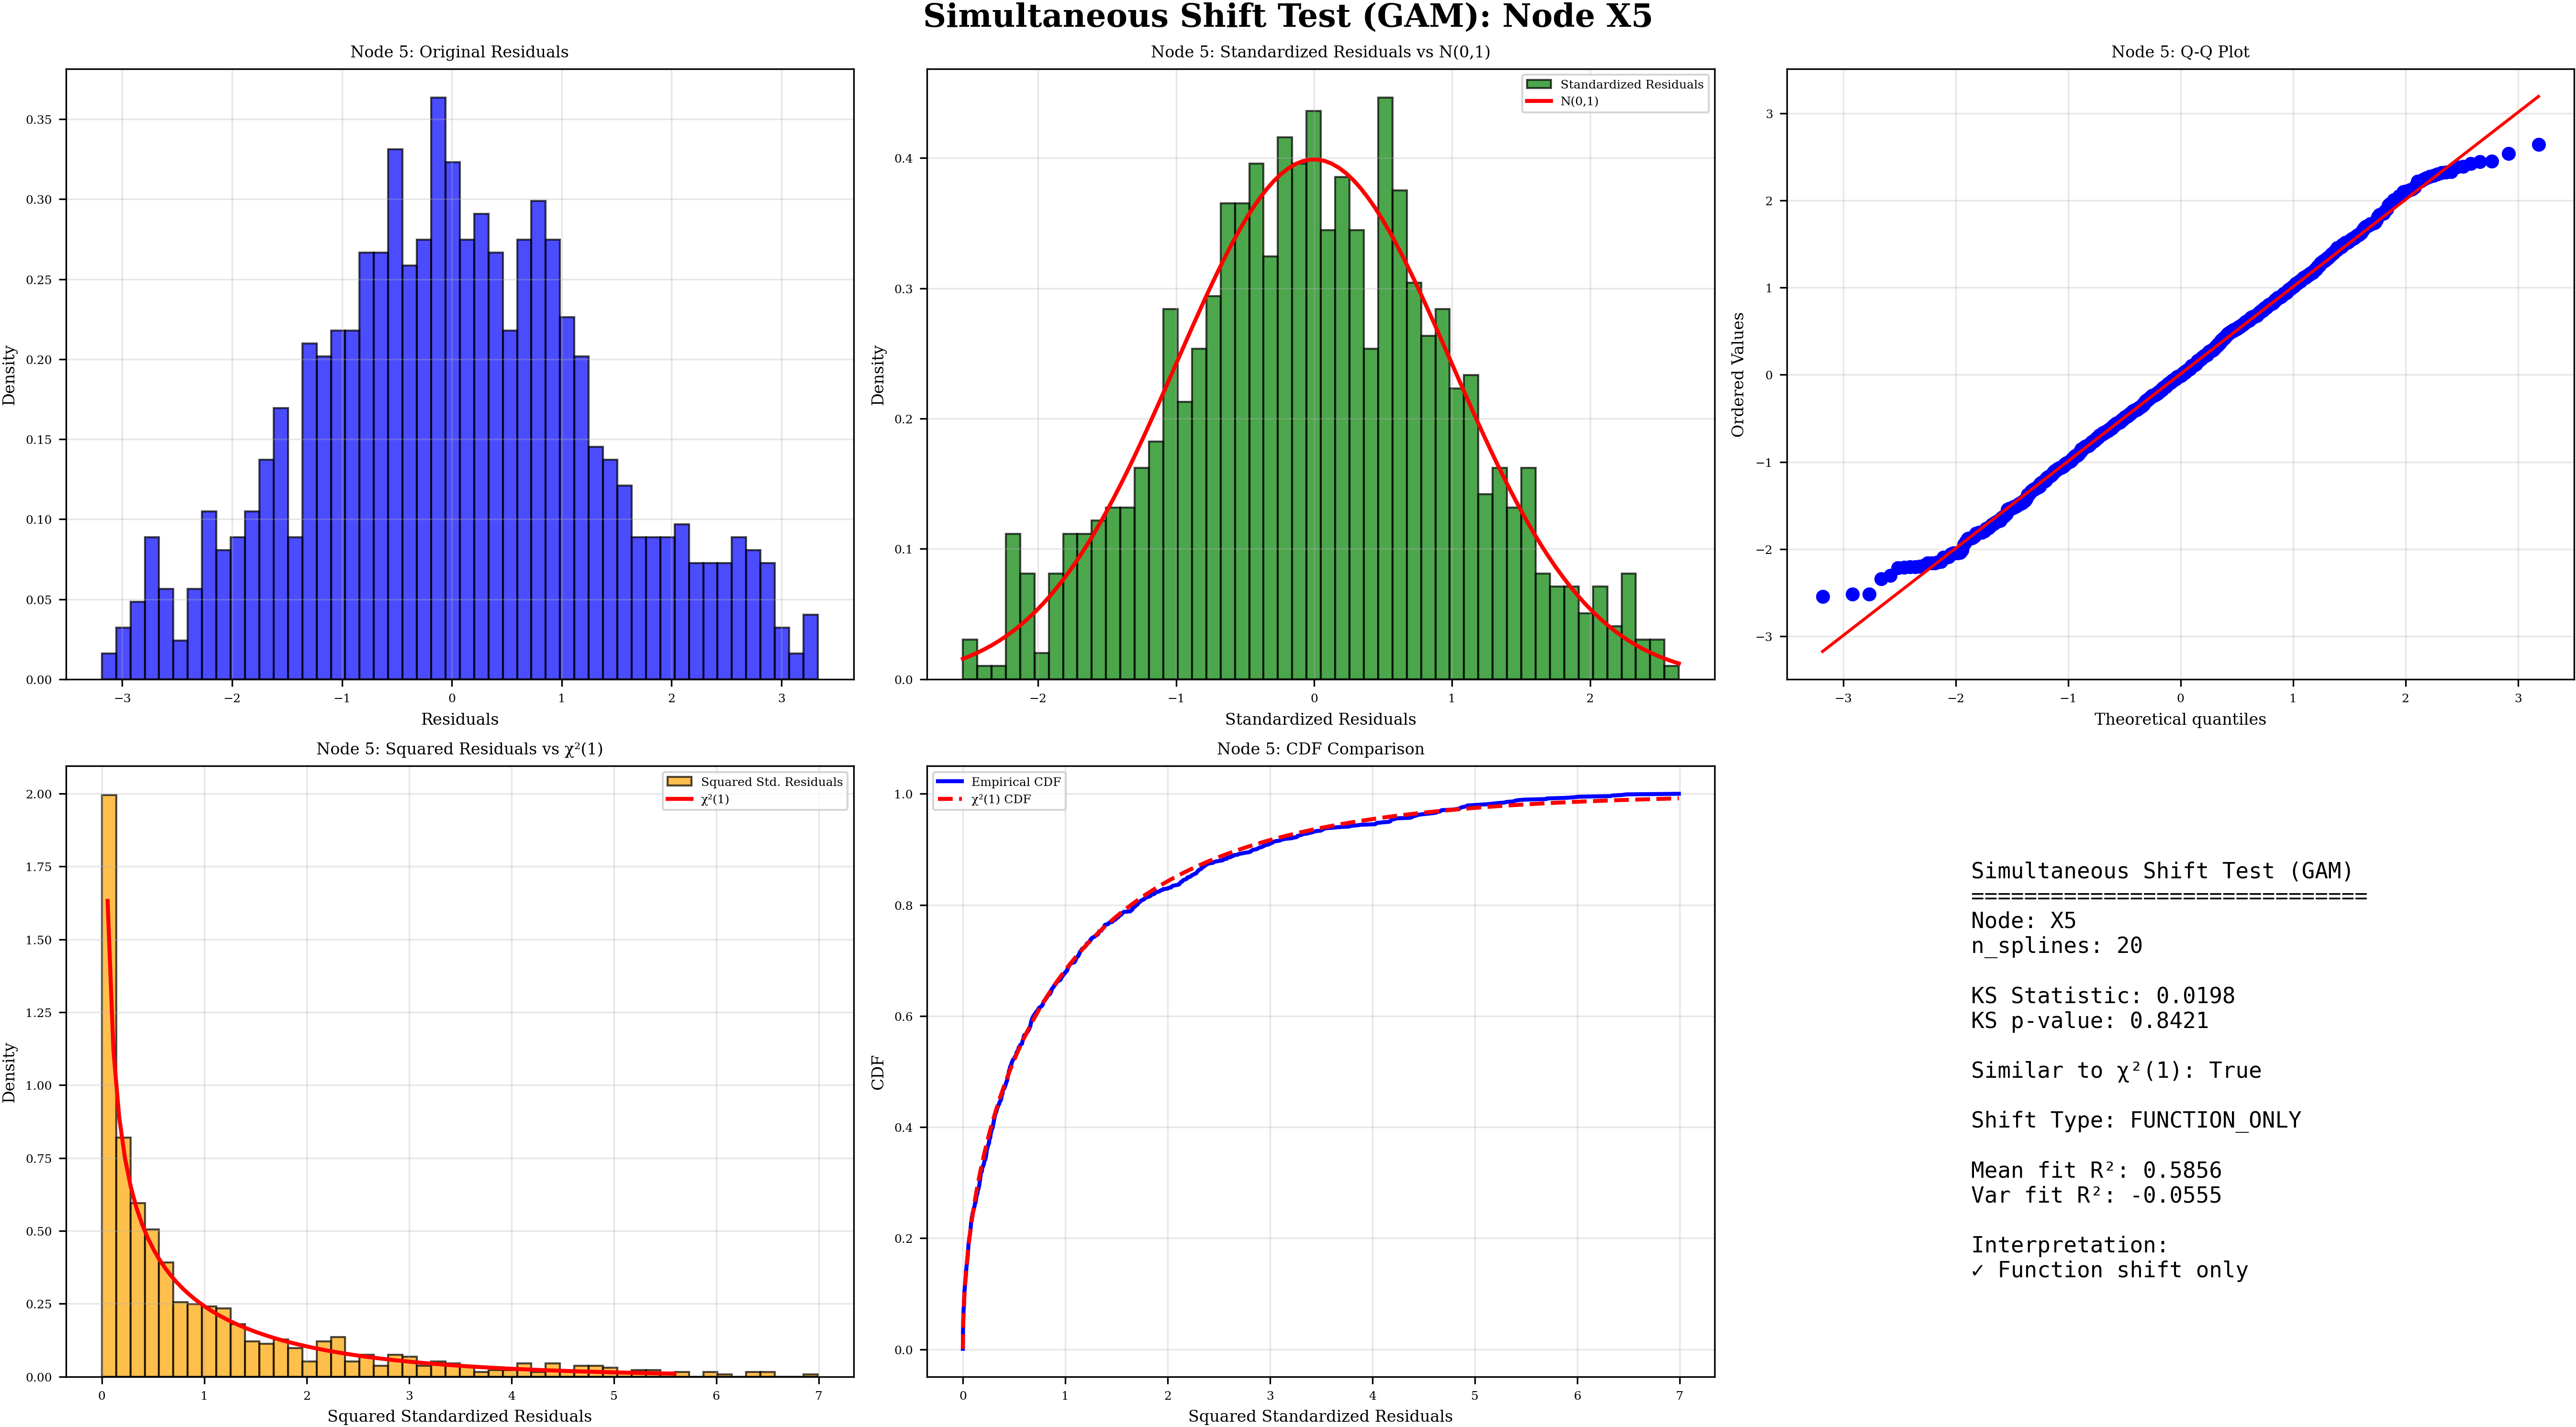 Simultaneous Shift Test (GAM): Node X5
Node 5: Original Residuals
Density
0.35
0.30
0.25
0.20
0.15
0.10
0.05
0.00
−3
−2
−1
0
1
2
3
Residuals
Node 5: Standardized Residuals vs N(0,1)
Standardized Residuals
N(0,1)
Density
0.4
0.3
0.2
0.1
0.0
−2
−1
0
1
2
Standardized Residuals
Node 5: Q-Q Plot
Ordered Values
3
2
1
0
−1
−2
−3
−3
−2
−1
0
1
2
3
Theoretical quantiles
Node 5: Squared Residuals vs χ²(1)
Squared Std. Residuals
χ²(1)
Density
2.00
1.75
1.50
1.25
1.00
0.75
0.50
0.25
0.00
0
1
2
3
4
5
6
7
Squared Standardized Residuals
Node 5: CDF Comparison
Empirical CDF
χ²(1) CDF
CDF
1.0
0.8
0.6
0.4
0.2
0.0
0
1
2
3
4
5
6
7
Squared Standardized Residuals
Simultaneous Shift Test (GAM)
==============================
Node: X5
n_splines: 20
KS Statistic: 0.0198
KS p-value: 0.8421
Similar to χ²(1): True
Shift Type: FUNCTION_ONLY
Mean fit R²: 0.5856
Var fit R²: -0.0555
Interpretation:
✓ Function shift only